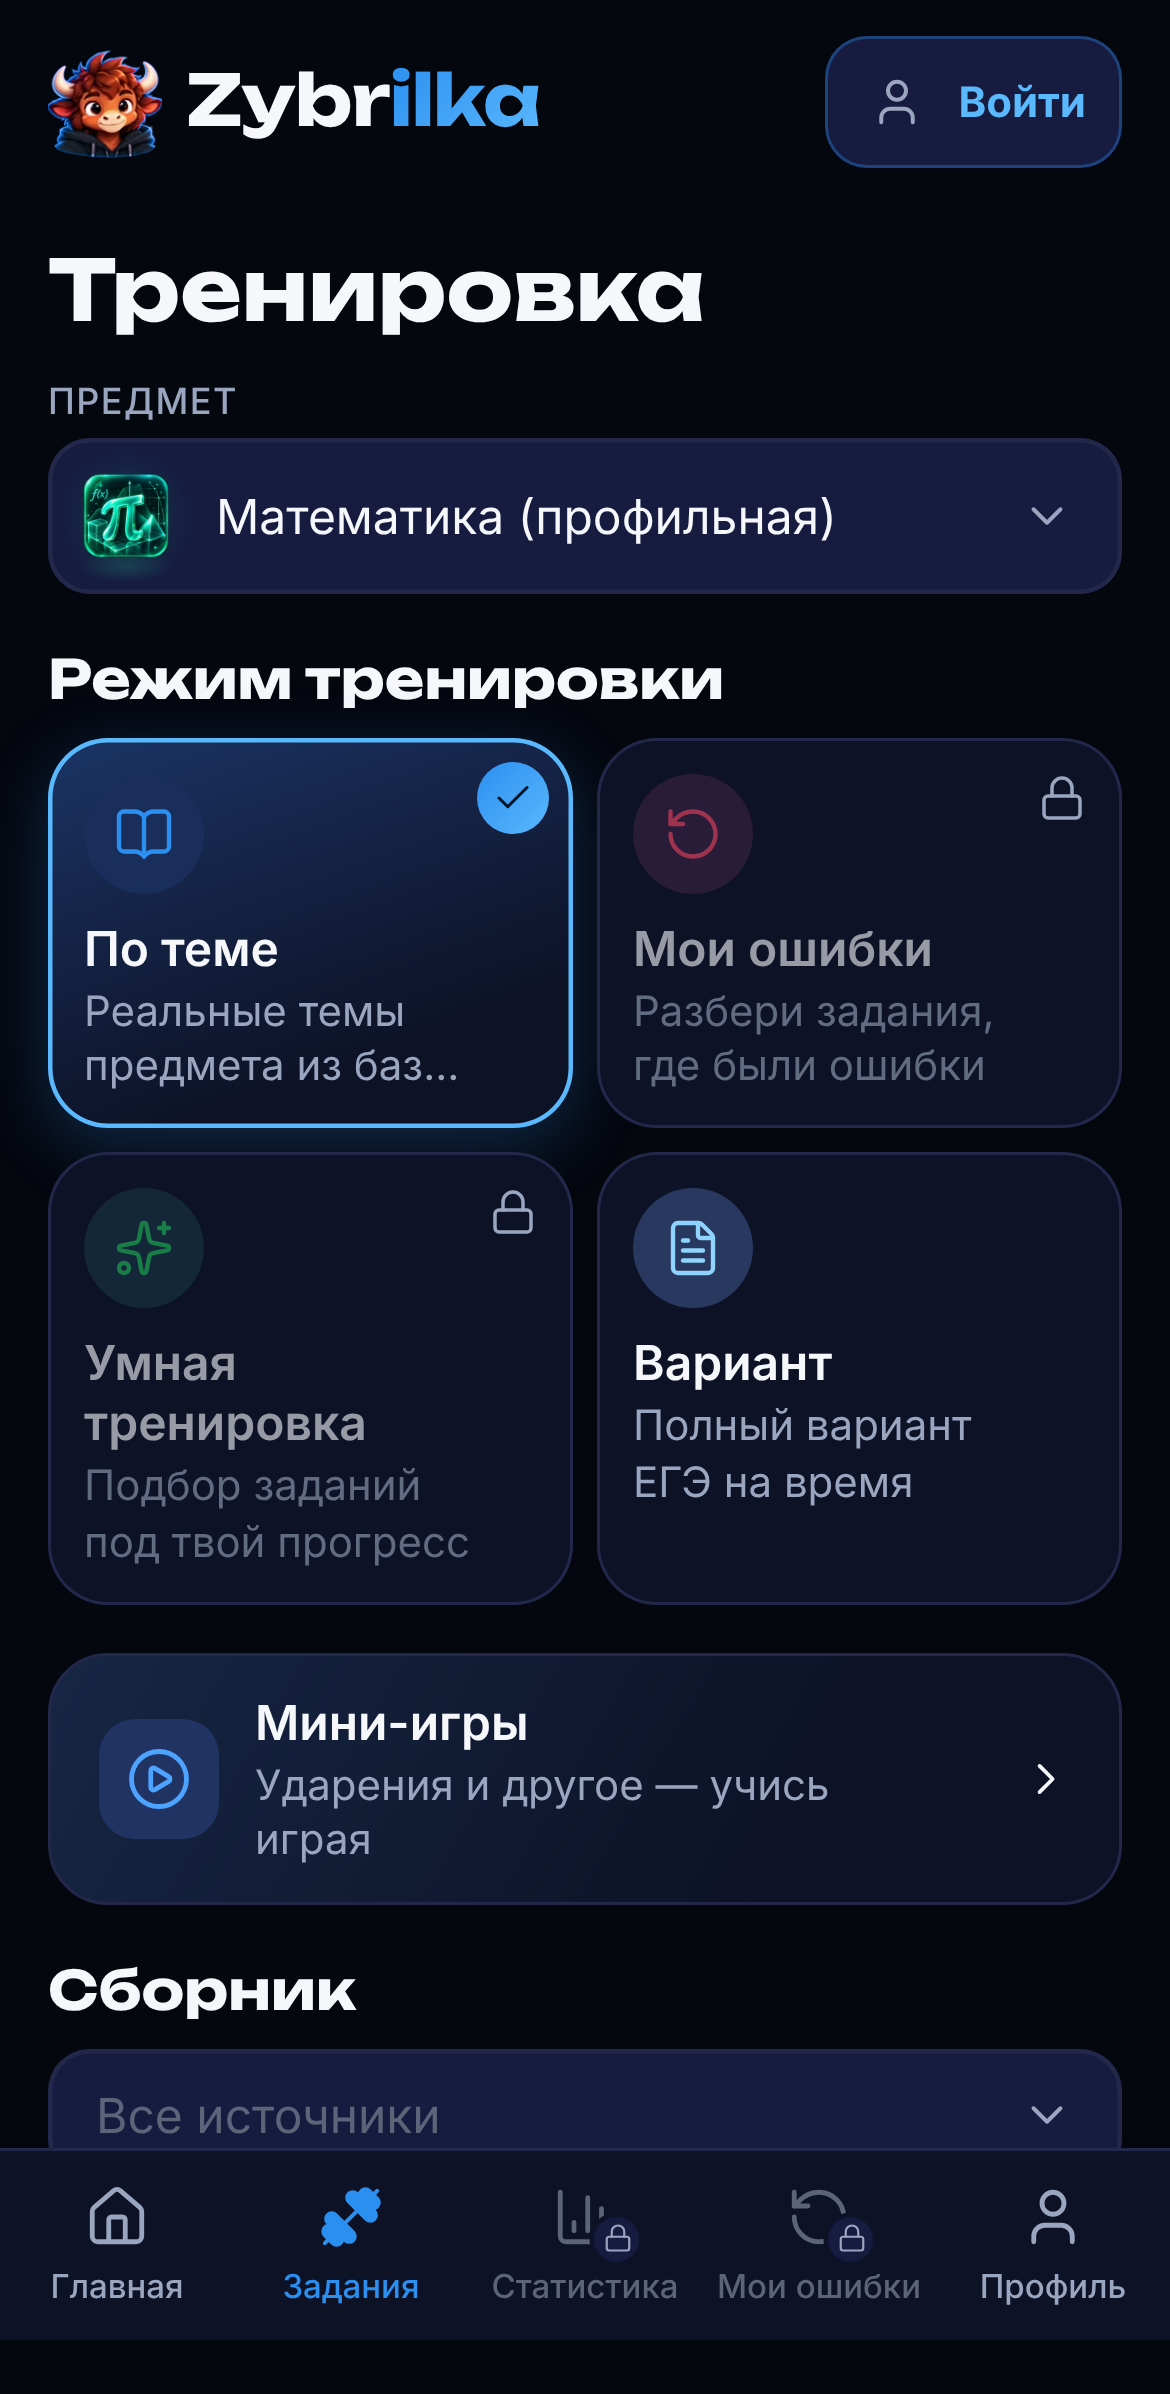 Zybrilka
Войти
Тренировка
ПРЕДМЕТ
f(x)
π
Математика (профильная)
Режим тренировки
По теме
Реальные темы
предмета из баз...
Мои ошибки
Разбери задания,
где были ошибки
Умная
тренировка
Подбор заданий
под твой прогресс
Вариант
Полный вариант
ЕГЭ на время
Мини-игры
Ударения и другое — учись
играя
Сборник
Все источники
Главная
Задания
Статистика
Мои ошибки
Профиль